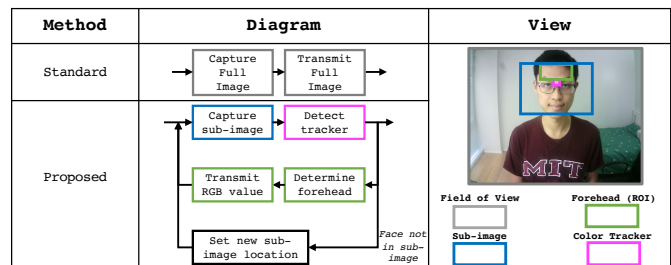 Method
Diagram
View
Standard
Capture
Full
Image
Transmit
Full
Image
Proposed
Capture
sub-image
Detect
tracker
Transmit
RGB value
Determine
forehead
Set new sub-
image location
Face not
in sub-
image
MIT
Field of View
Forehead (ROI)
Sub-image
Color Tracker